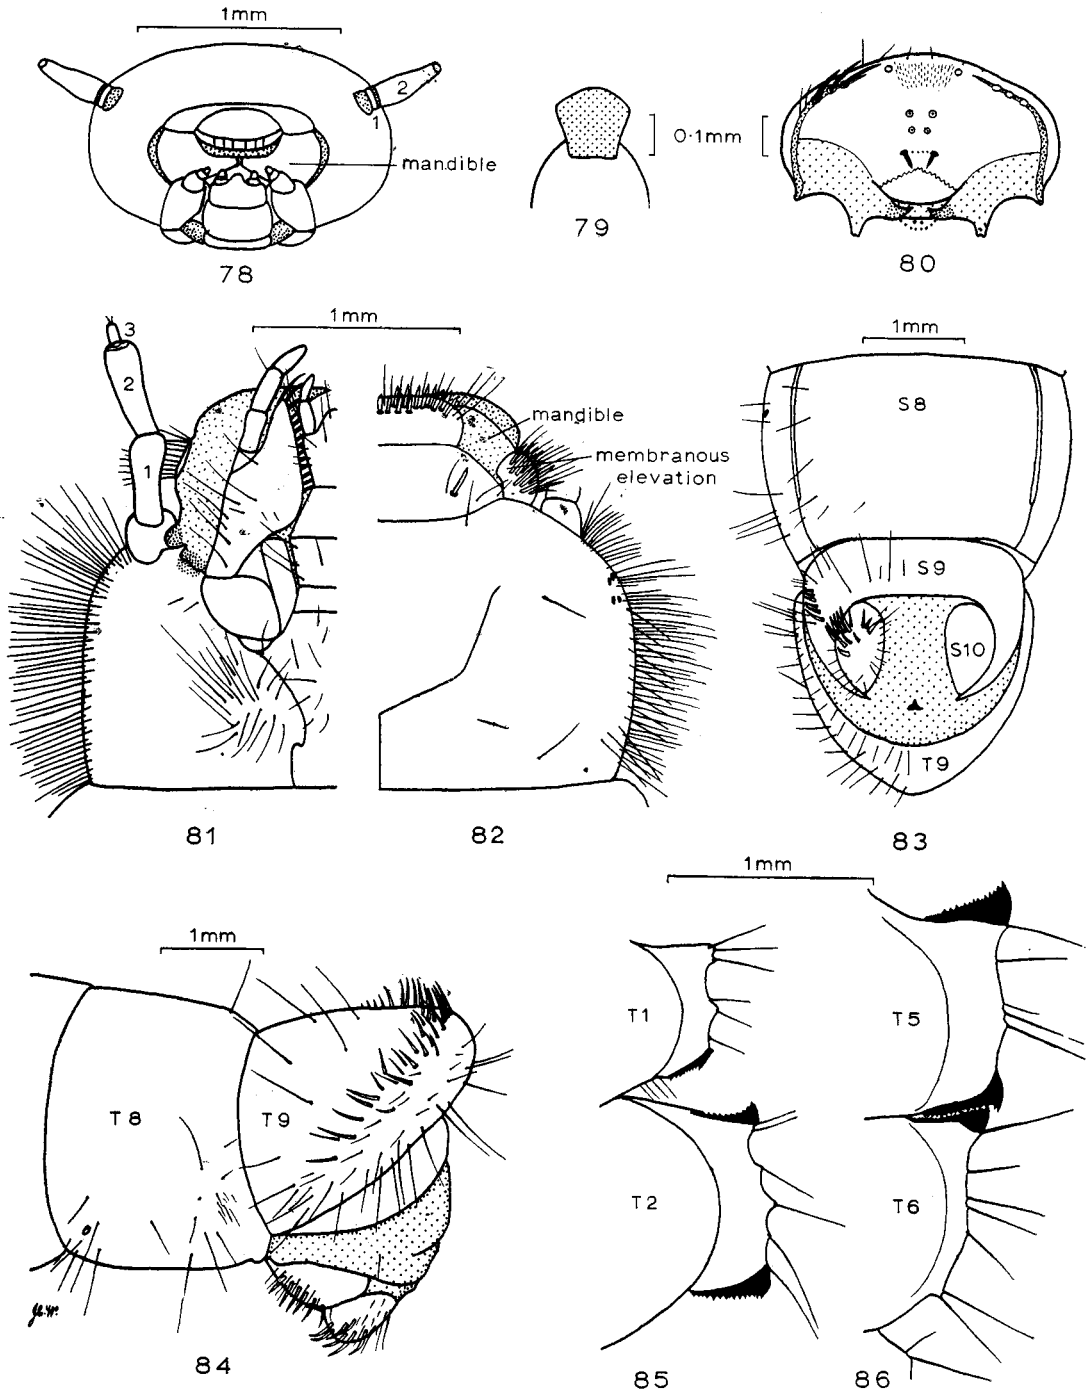 1mm
2
1
mandible
78
0·1mm
79
80
1mm
3
2
1
mandible
membranous
elevation
81
82
1mm
S8
S9
S10
T9
83
1mm
T8
T9
84
1mm
T1
T2
T5
T6
85
86